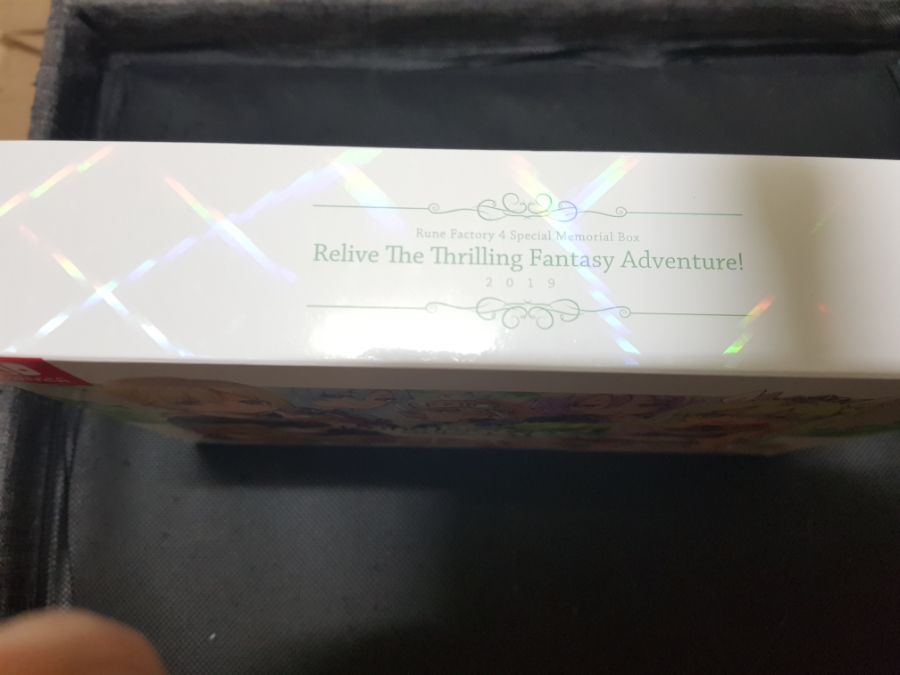 Rune Factory 4 Special Memorial Box
Relive The Thrilling Fantasy Adventure!
2019